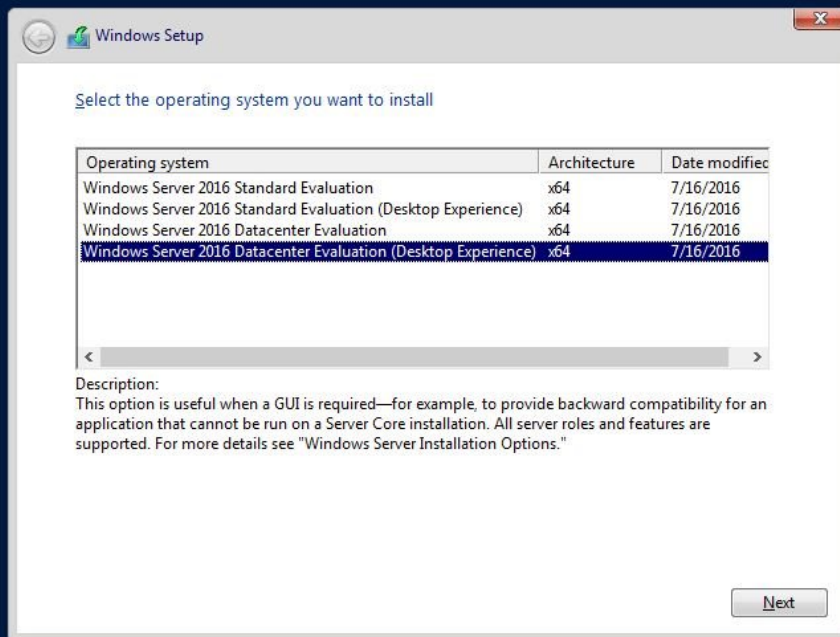 Windows Setup
Select the operating system you want to install
Operating system Architecture Date modified
Windows Server 2016 Standard Evaluation x64 7/16/2016
Windows Server 2016 Standard Evaluation (Desktop Experience) x64 7/16/2016
Windows Server 2016 Datacenter Evaluation x64 7/16/2016
Windows Server 2016 Datacenter Evaluation (Desktop Experience) x64 7/16/2016
Description:
This option is useful when a GUI is required—for example, to provide backward compatibility for an
application that cannot be run on a Server Core installation. All server roles and features are
supported. For more details see "Windows Server Installation Options."
Next